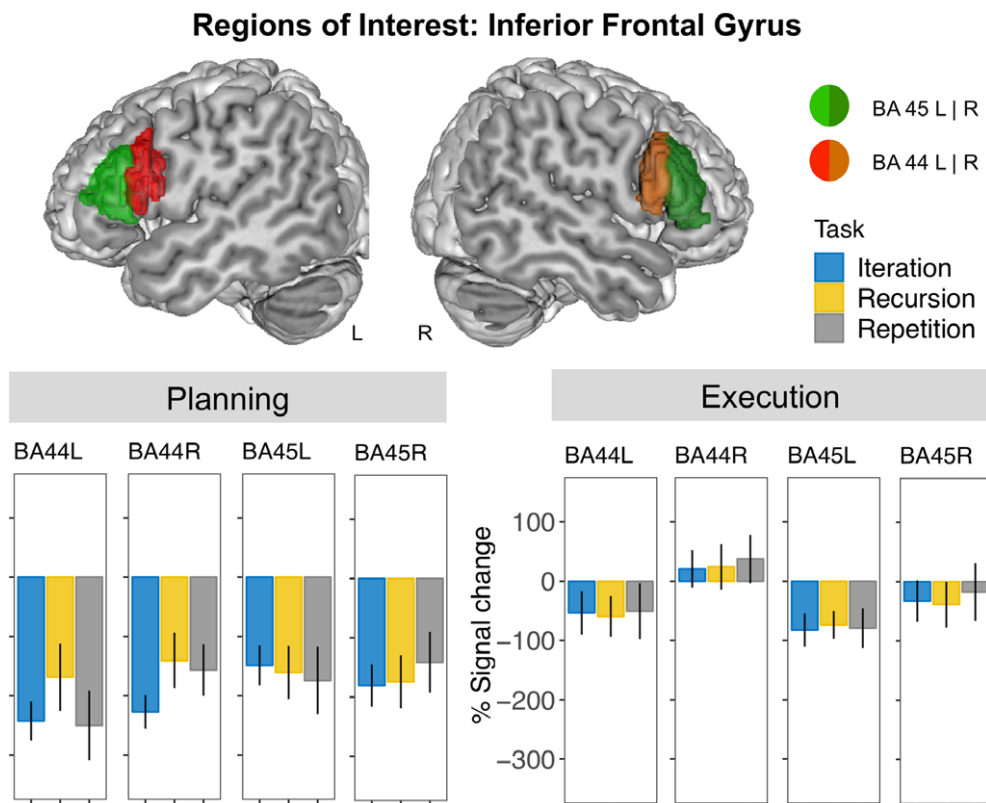 Regions of Interest: Inferior Frontal Gyrus
BA 45 L | R
BA 44 L | R
Task
Iteration
Recursion
Repetition
L
R
Planning
Execution
BA44L
BA44R
BA45L
BA45R
BA44L
BA44R
BA45L
BA45R
% Signal change
100
0
−100
−200
−300